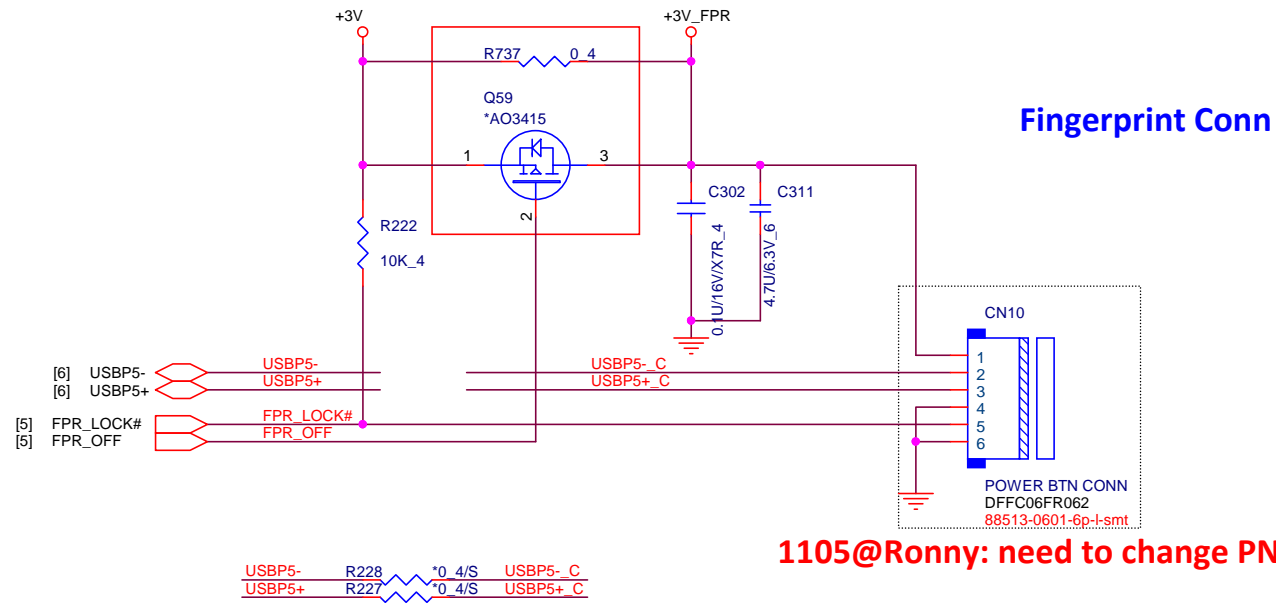 +3V
+3V_FPR
R737
0_4
Q59
*AO3415
Fingerprint Conn
1
3
2
C302
C311
0.1U/16V/X7R_4
4.7U/6.3V_6
R222
10K_4
CN10
[6] USBP5-
USBP5-
USBP5-_C
[6] USBP5+
USBP5+
USBP5+_C
[5] FPR_LOCK#
FPR_LOCK#
[5] FPR_OFF
FPR_OFF
1
2
3
4
5
6
POWER BTN CONN
DFFC06FR062
88513-0601-6p-l-smt
1105@Ronny: need to change PN
USBP5- R228 *0_4/S USBP5-_C
USBP5+ R227 *0_4/S USBP5+_C